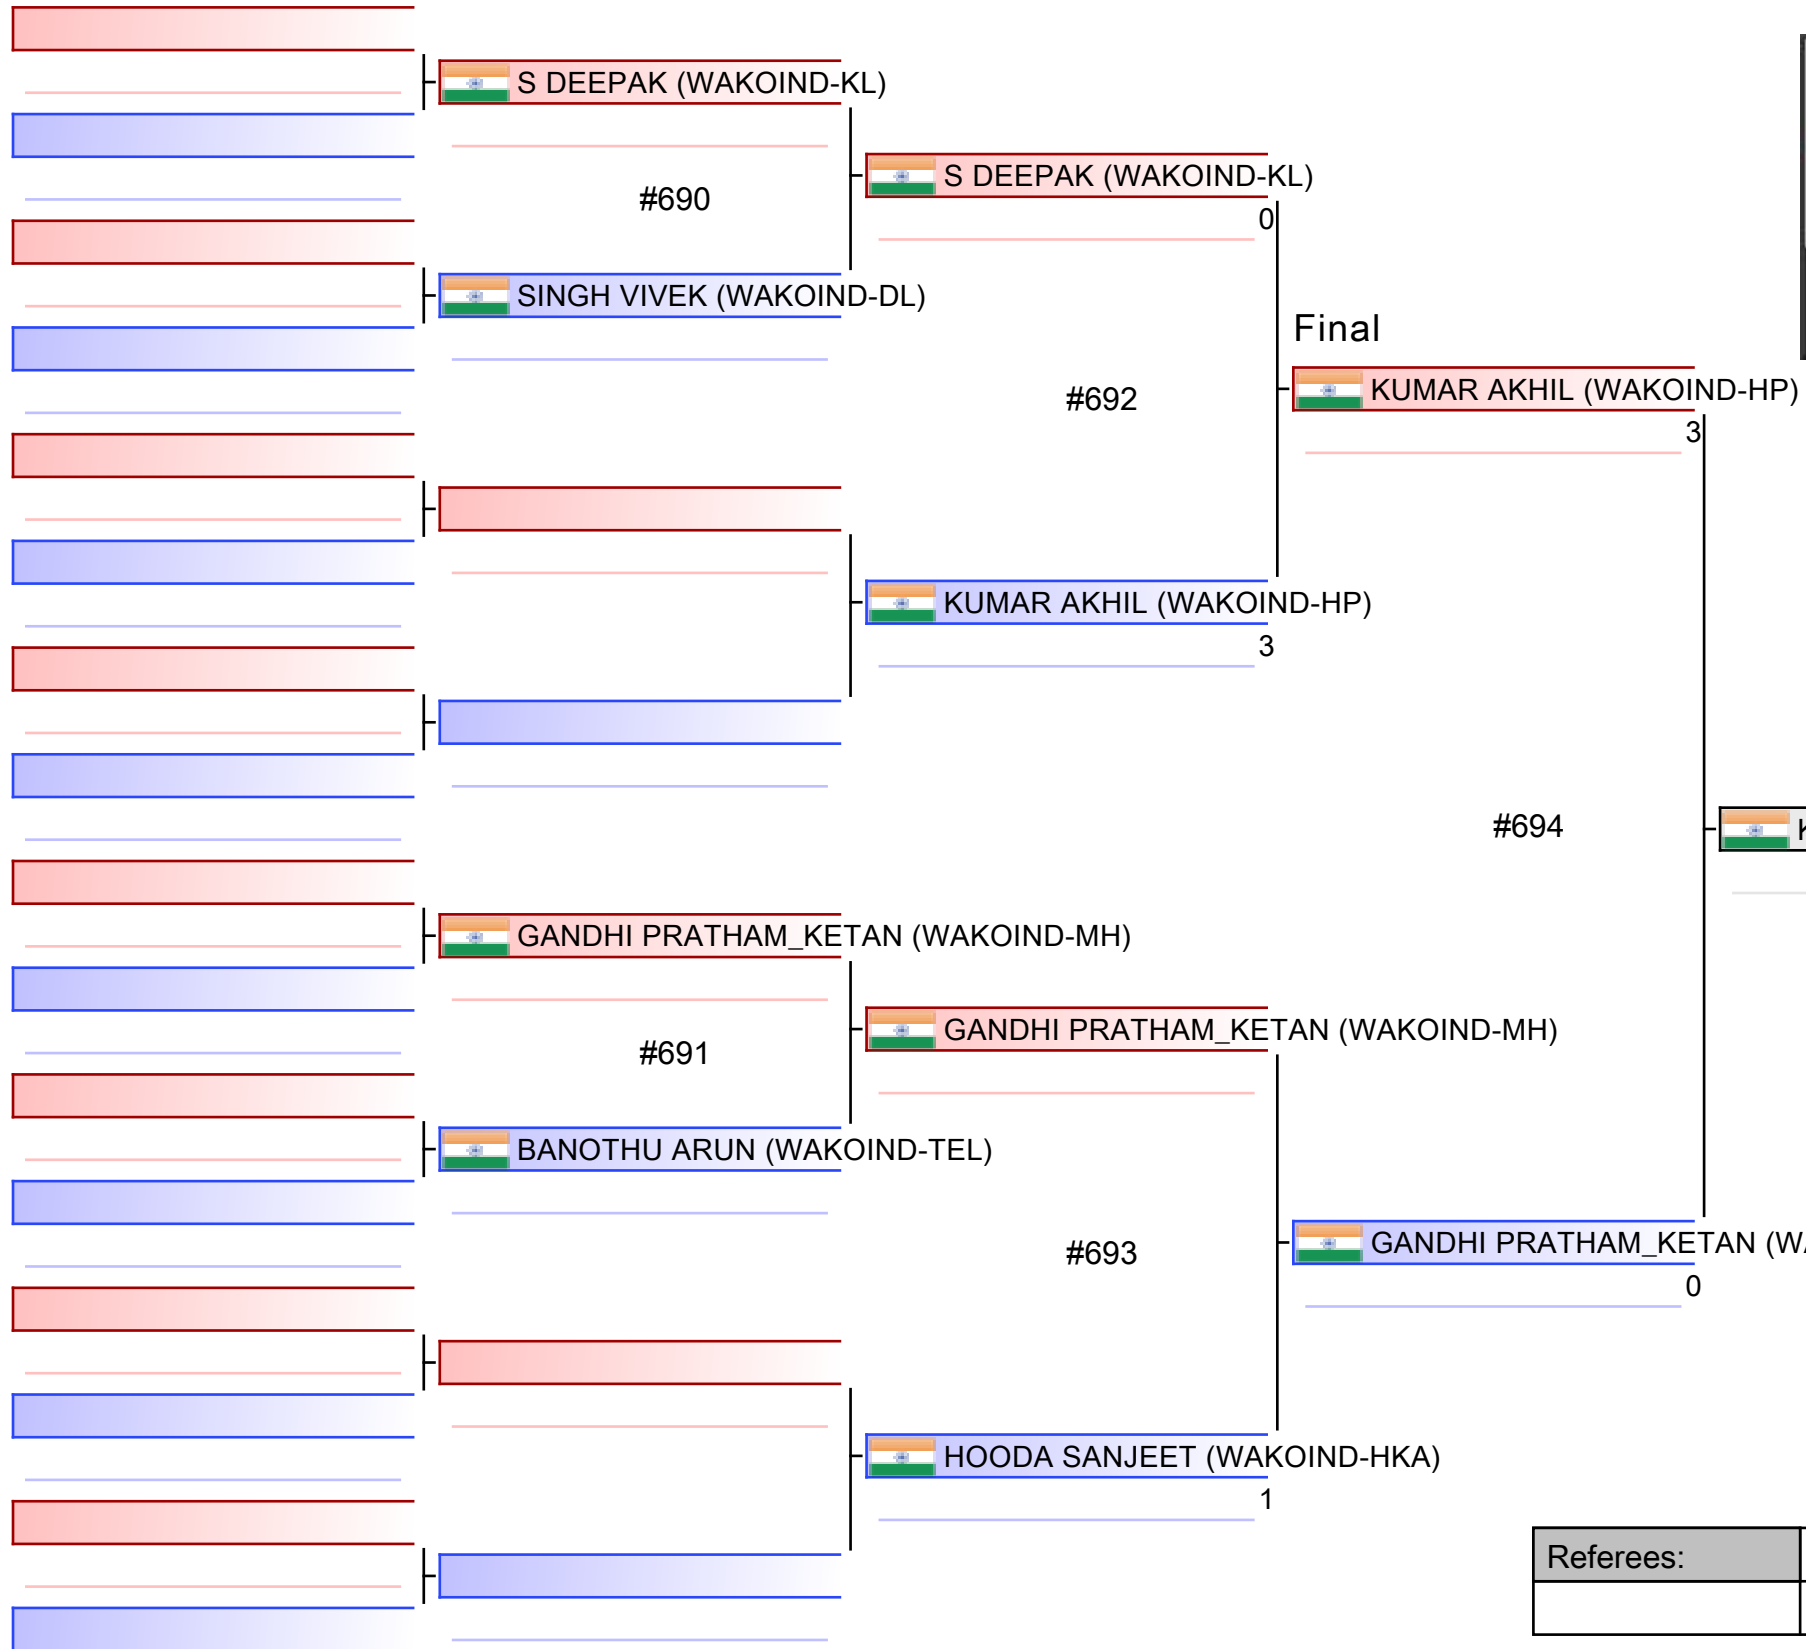 S DEEPAK (WAKOIND-KL)
S DEEPAK (WAKOIND-KL)
#690
0
SINGH VIVEK (WAKOIND-DL)
Final
KUMAR AKHIL (WAKOIND-HP)
#692
3
KUMAR AKHIL (WAKOIND-HP)
3
#694
GANDHI PRATHAM_KETAN (WAKOIND-MH)
GANDHI PRATHAM_KETAN (WAKOIND-MH)
#691
BANOTHU ARUN (WAKOIND-TEL)
#693
GANDHI PRATHAM_KETAN
0
HOODA SANJEET (WAKOIND-HKA)
1
Referees: